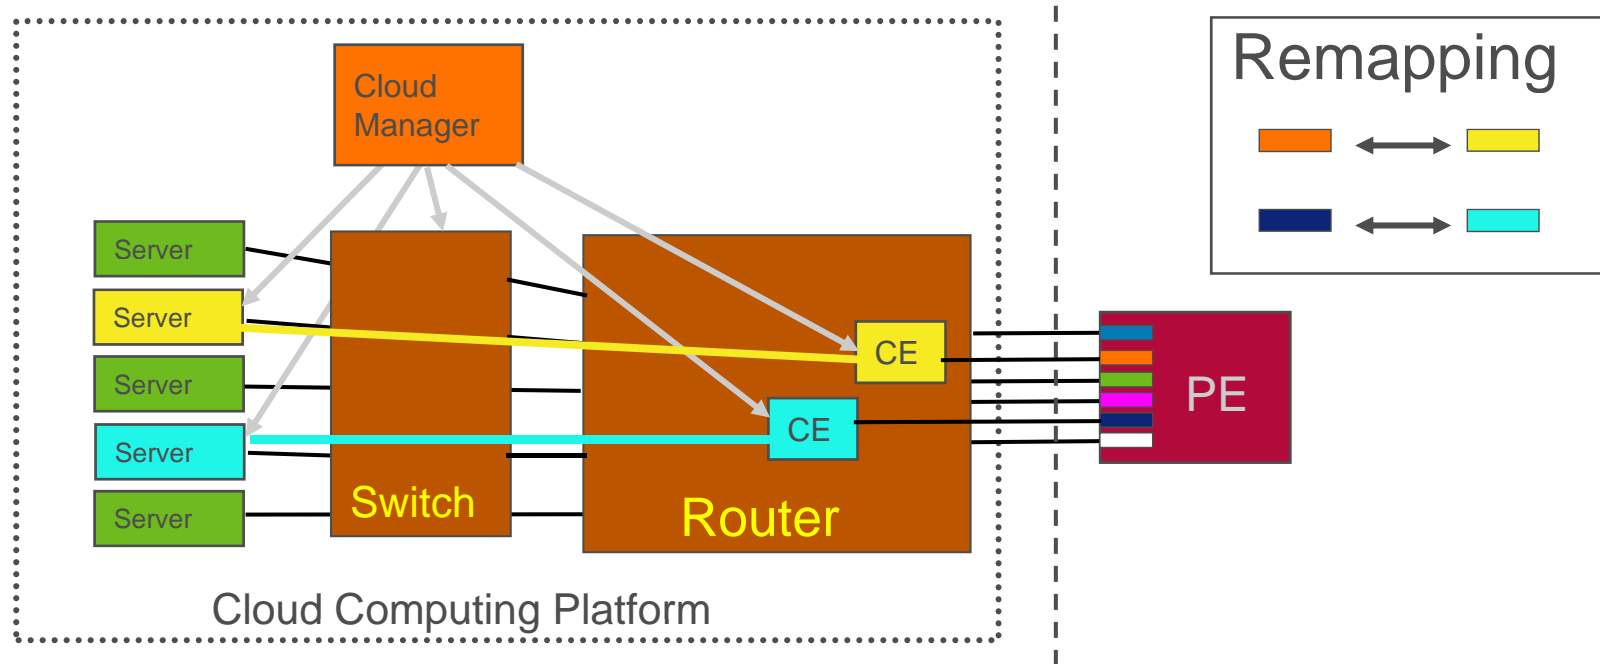 Remapping
Cloud
Manager
Server
Server
Server
Server
Server
Switch
Router
CE
CE
PE
Cloud Computing Platform